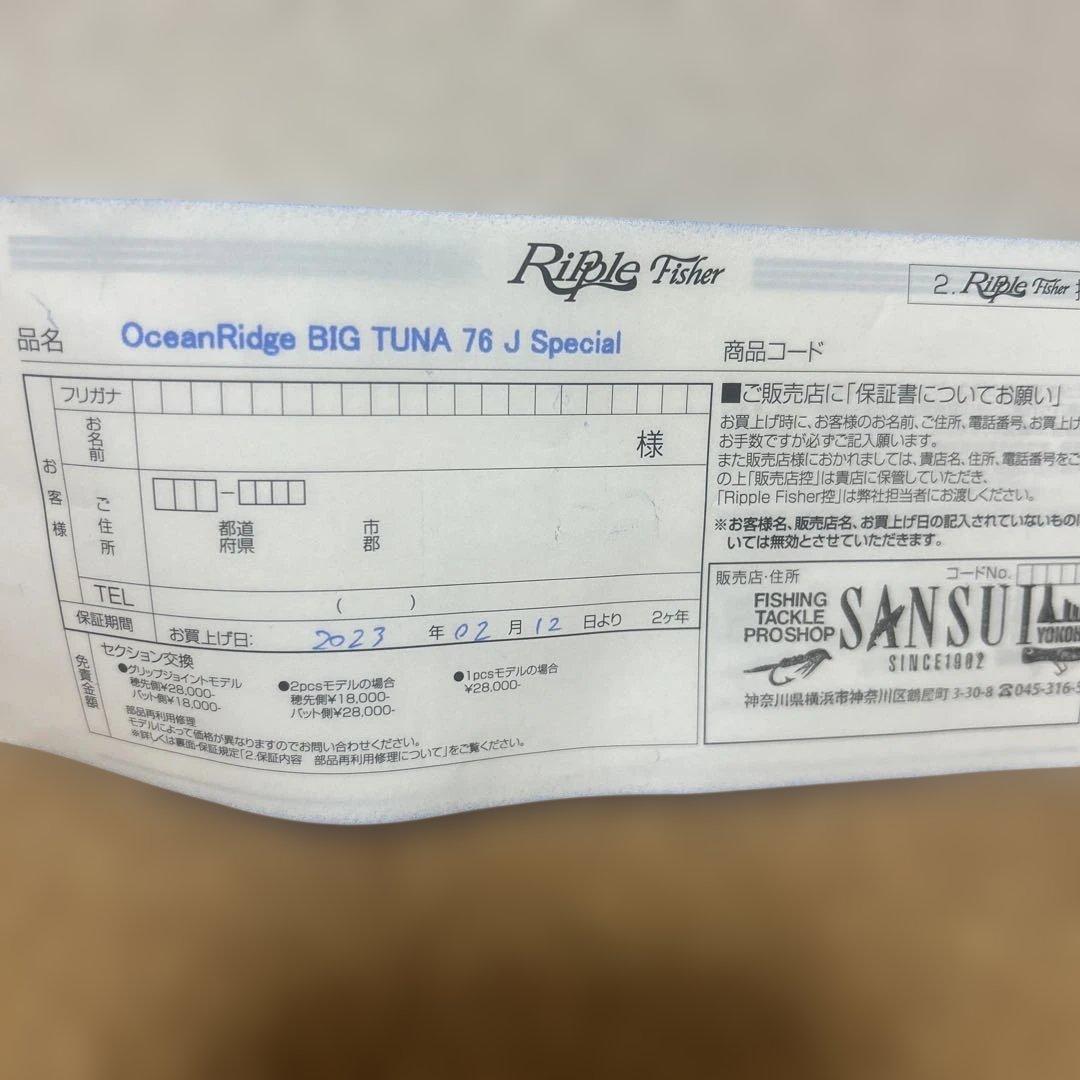 Ripple Fisher
2. Ripple Fisher
品名 OceanRidge BIG TUNA 76 J Special
商品コード
フリガナ
お客様
お名前
様
ご住所
都道府県
市郡
TEL ( )
保証期間 お買上げ日: 2023 年 02 月 12 日より 2ヶ年
免責金額
セクション交換
●グリップジョイントモデル
穂先側¥28,000-
バット側¥18,000-
●2pcsモデルの場合
穂先側¥18,000-
バット側¥28,000-
●1pcsモデルの場合
¥28,000-
部品再利用修理
モデルによって価格が異なりますのでお問い合わせください。
※詳しくは裏面・保証規定「2.保証内容 部品再利用修理について」をご覧ください。
■ご販売店に「保証書についてお願い」
お買上げ時に、お客様のお名前、ご住所、電話番号、お買上げ
お手数ですが必ずご記入願います。
また販売店様におかれましては、貴店名、住所、電話番号をご
の上「販売店控」は貴店に保管していただき、
「Ripple Fisher控」は弊社担当者にお渡しください。
※お客様名、販売店名、お買上げ日の記入されていないもの
いては無効とさせていただきます。
販売店・住所
コードNo.
FISHING
TACKLE
PRO SHOP
SANSUI
SINCE1902
神奈川県横浜市神奈川区鶴屋町 3-30-8 ☎045-316-5